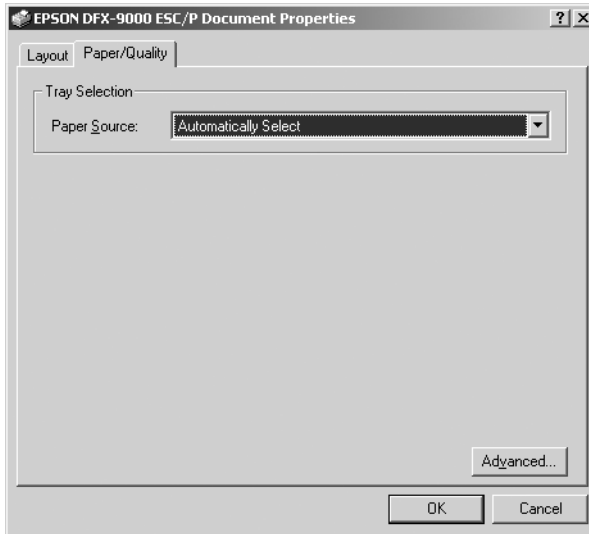 EPSON DFX-9000 ESC/P Document Properties
Layout Paper/Quality
Tray Selection
Paper Source: Automatically Select
Advanced...
OK Cancel